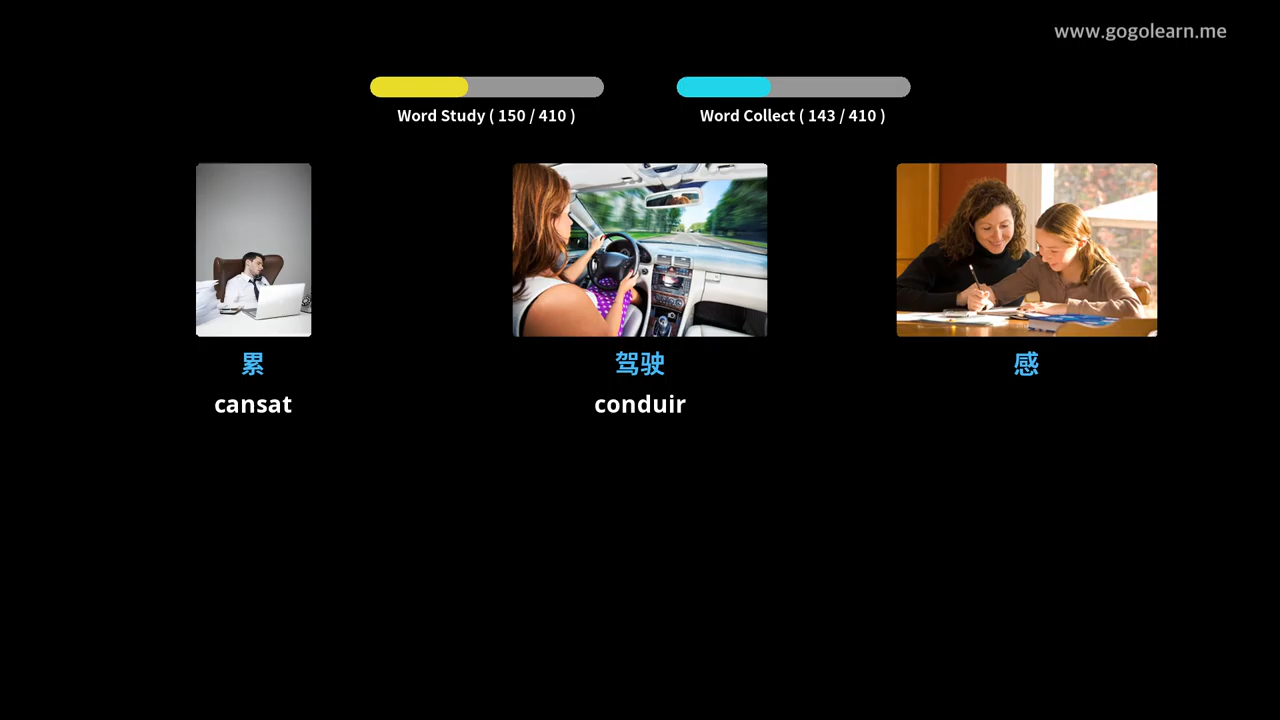 www.gogolearn.me
Word Study ( 150 / 410 )
Word Collect ( 143 / 410 )
累
驾驶
感
cansat
conduir